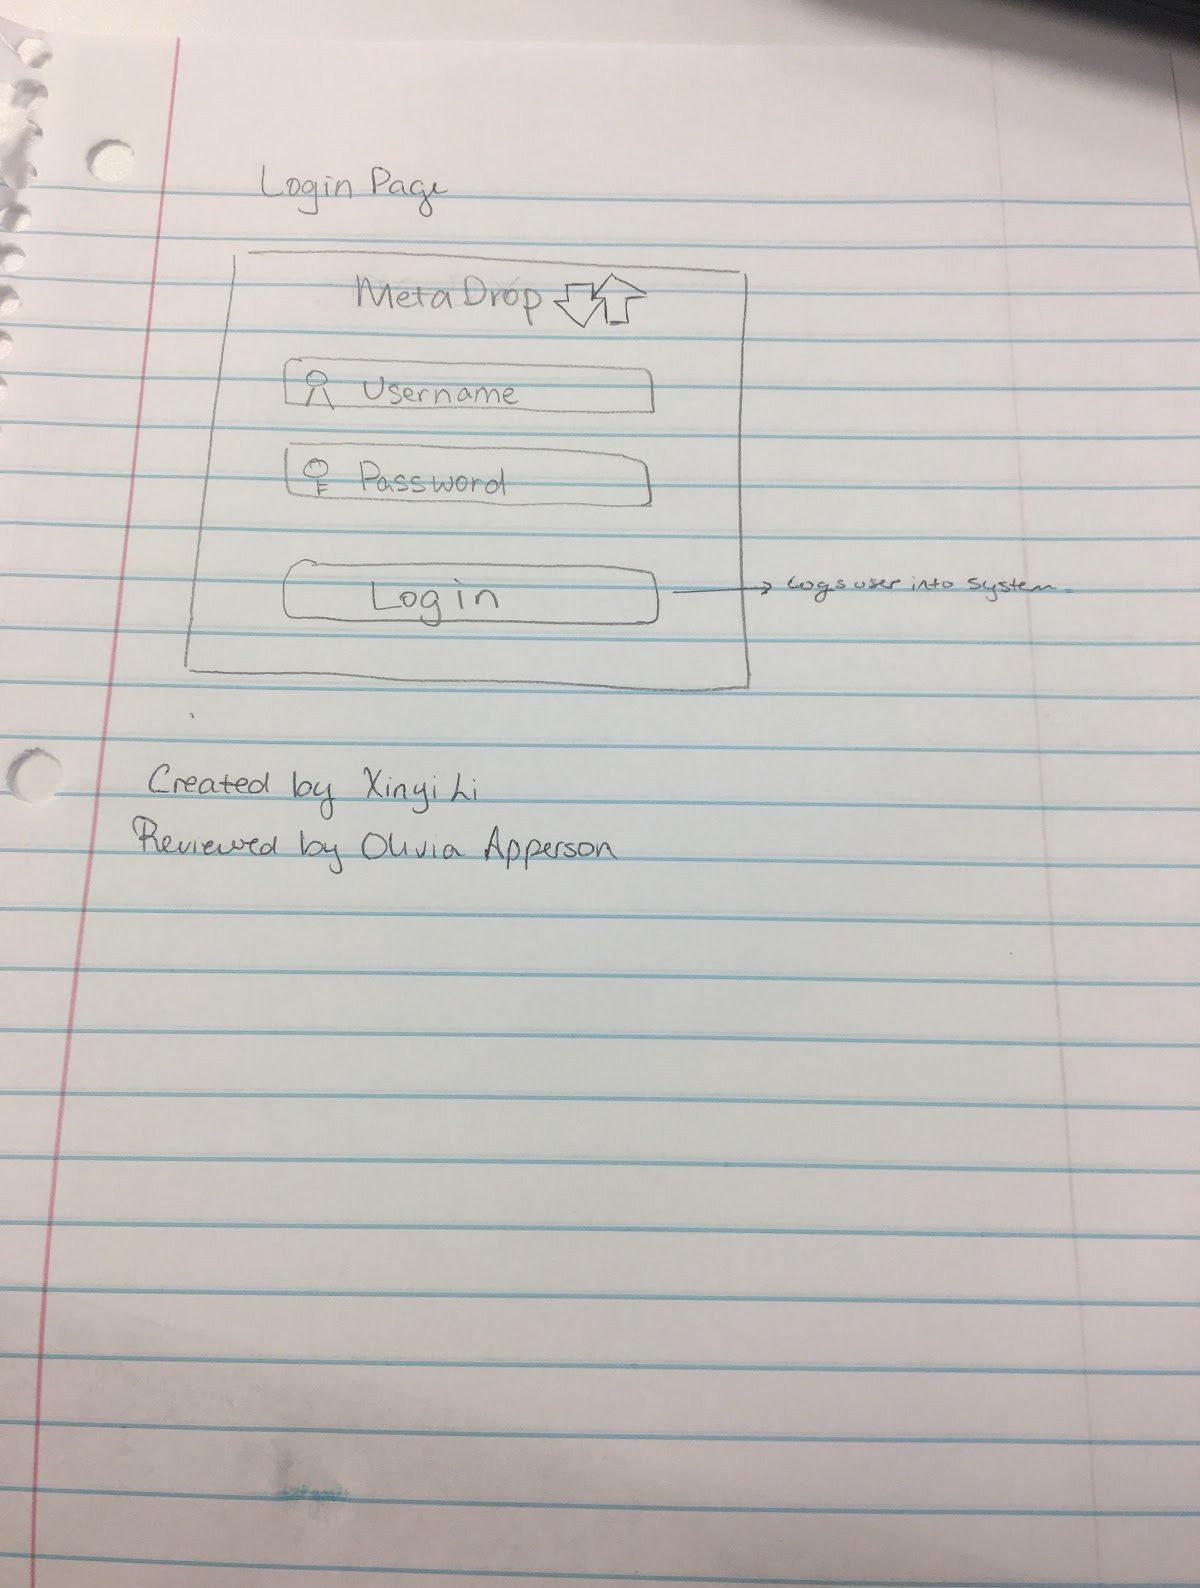 Login Page
MetaDrop
Username
Password
Login
Logs user into system.
Created by Xinyi Li
Reviewed by Olivia Apperson